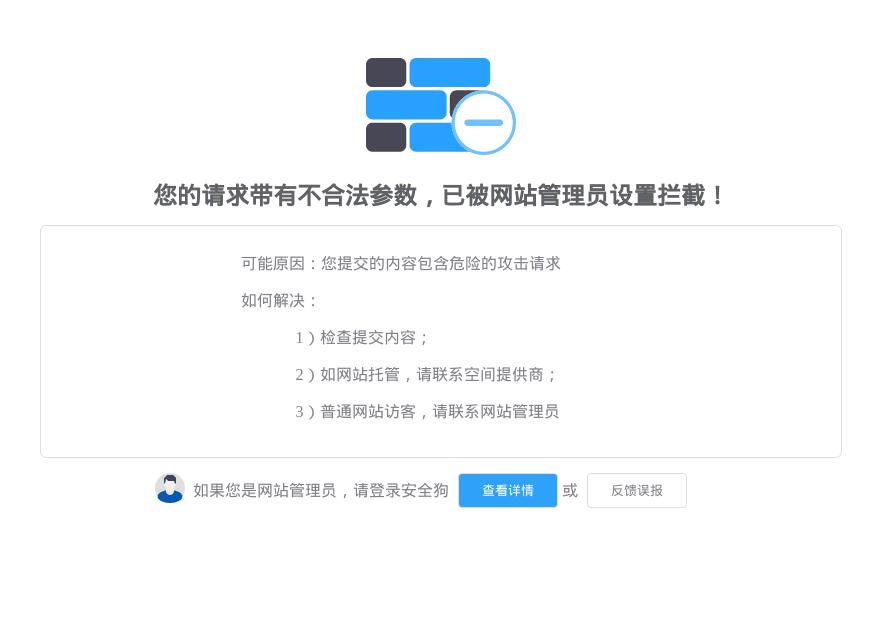 您的请求带有不合法参数，已被网站管理员设置拦截！
可能原因：您提交的内容包含危险的攻击请求
如何解决：
1）检查提交内容；
2）如网站托管，请联系空间提供商；
3）普通网站访客，请联系网站管理员
如果您是网站管理员，请登录安全狗 查看详情 或 反馈误报